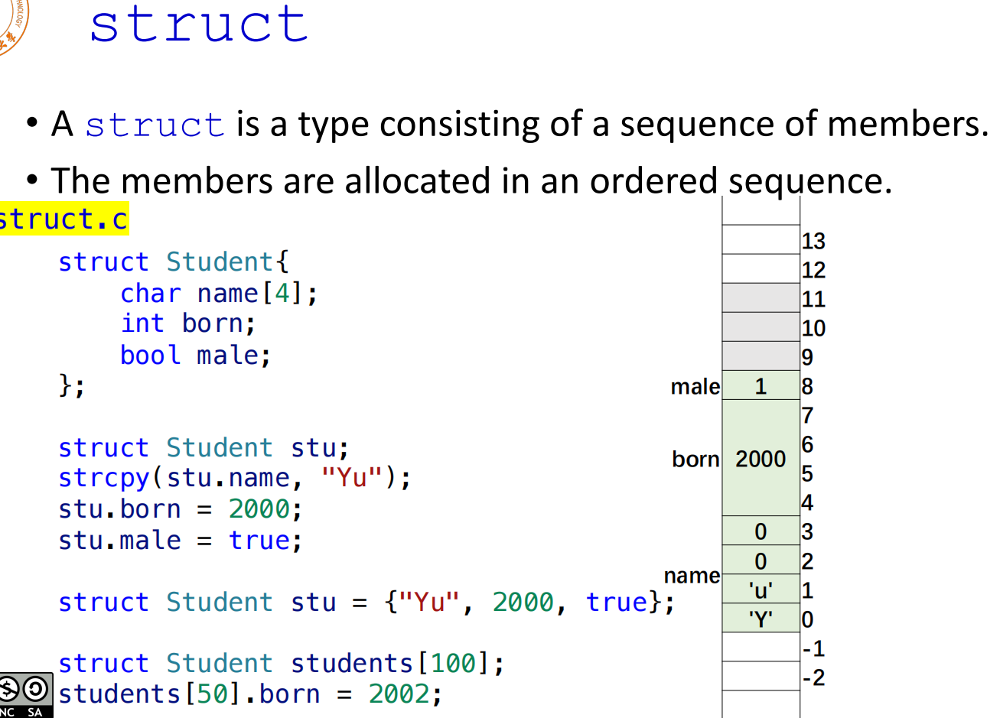 struct
• A struct is a type consisting of a sequence of members.
• The members are allocated in an ordered sequence.
struct.c
struct Student{
char name[4];
int born;
bool male;
};
struct Student stu;
strcpy(stu.name, "Yu");
stu.born = 2000;
stu.male = true;
struct Student stu = {"Yu", 2000, true};
struct Student students[100];
students[50].born = 2002;
13
12
11
10
9
male 1 8
7
6
born 2000
5
4
0 3
0 2
name
'u' 1
'Y' 0
-1
-2
NC SA